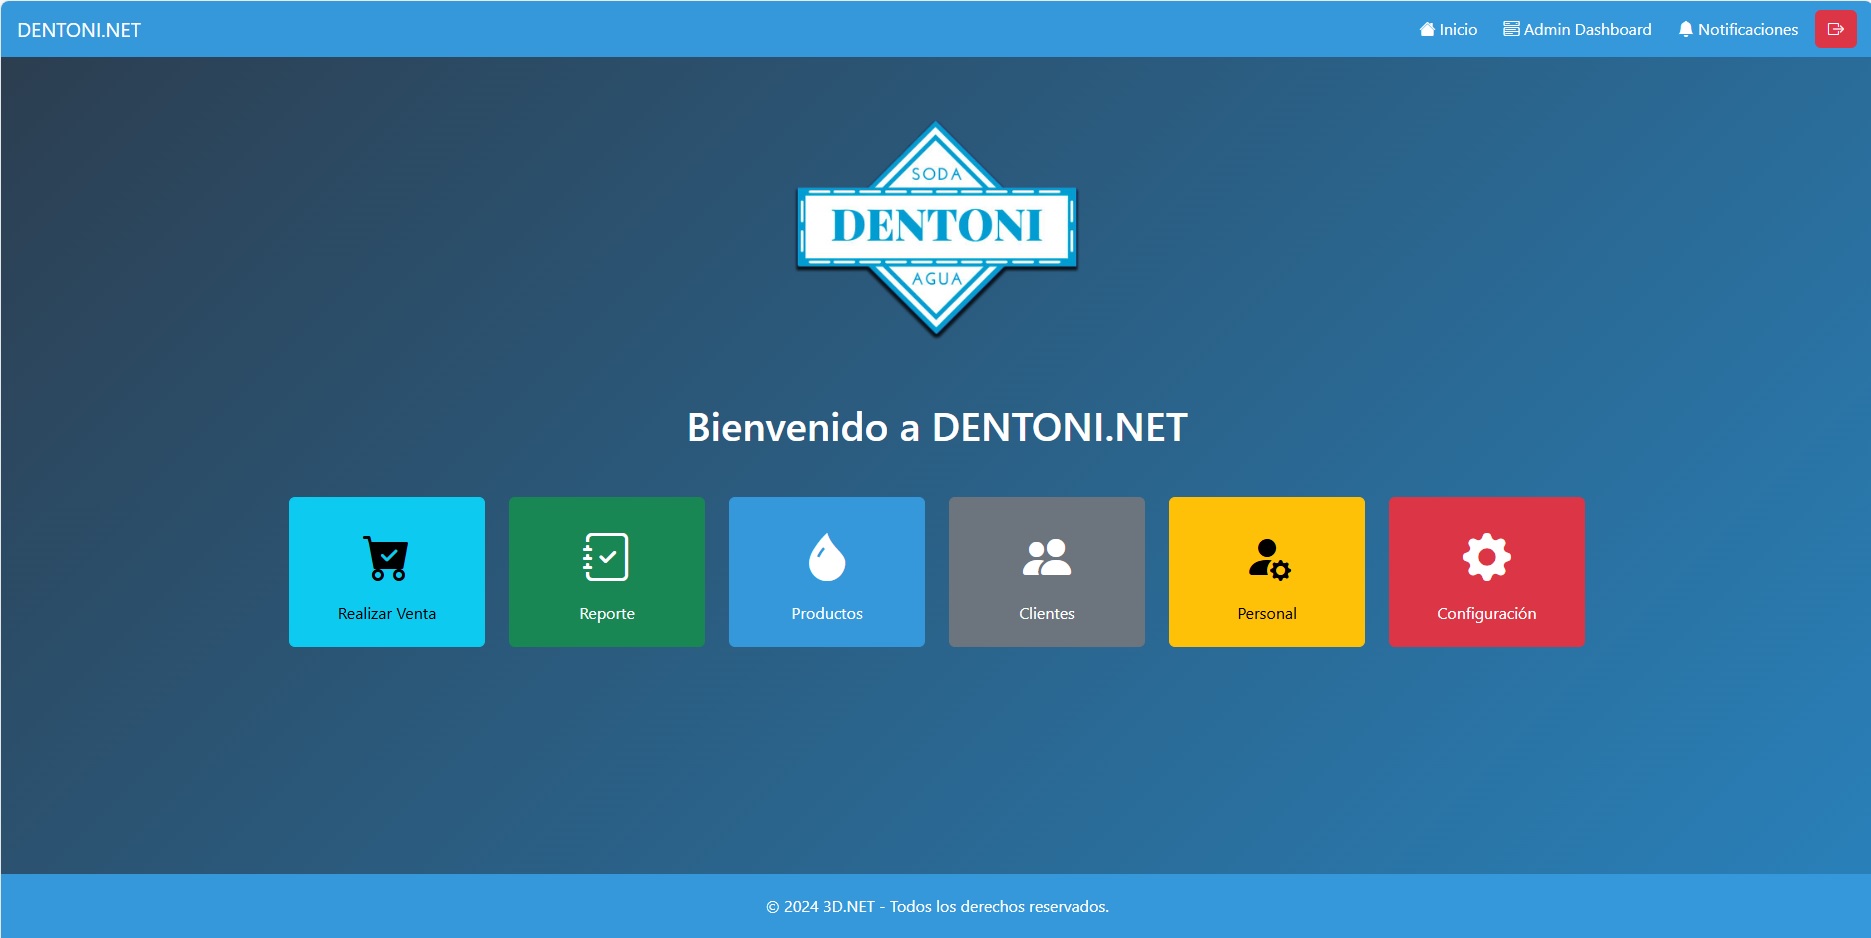 DENTONI.NET
Inicio
Admin Dashboard
Notificaciones
SODA
DENTONI
AGUA
Bienvenido a DENTONI.NET
Realizar Venta
Reporte
Productos
Clientes
Personal
Configuración
© 2024 3D.NET - Todos los derechos reservados.